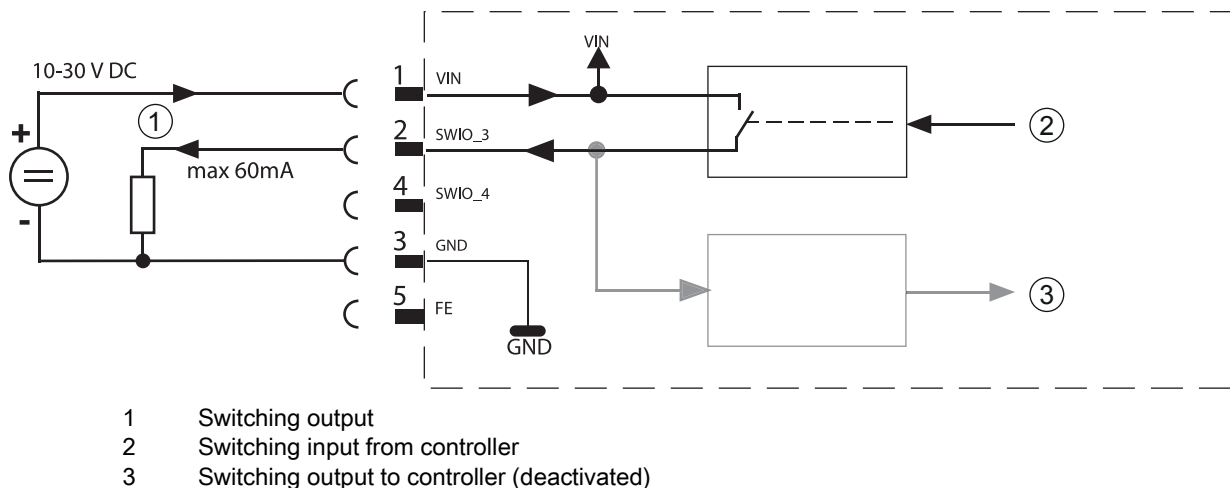 10-30 V DC
1
+
-
max 60mA
1 VIN
2 SWIO_3
4 SWIO_4
3 GND
5 FE
VIN
GND
2
3
1 Switching output
2 Switching input from controller
3 Switching output to controller (deactivated)